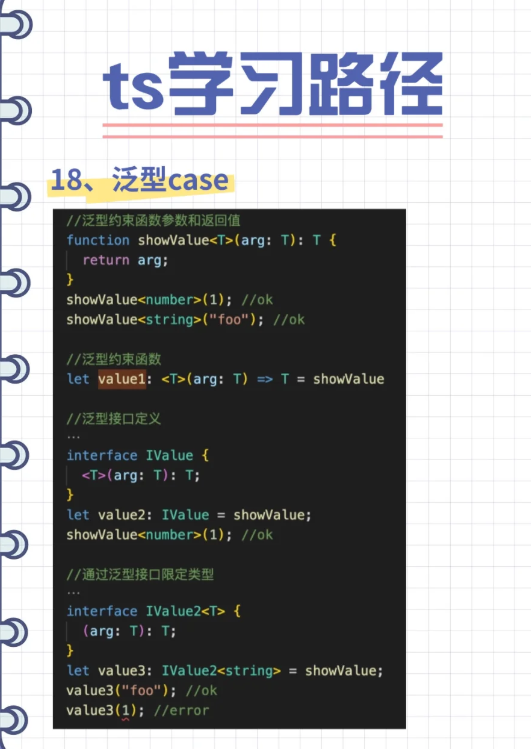 ts学习路径
18、泛型case
//泛型约束函数参数和返回值
function showValue<T>(arg: T): T {
return arg;
}
showValue<number>(1); //ok
showValue<string>("foo"); //ok
//泛型约束函数
let value1: <T>(arg: T) => T = showValue
//泛型接口定义
...
interface IValue {
<T>(arg: T): T;
}
let value2: IValue = showValue;
showValue<number>(1); //ok
//通过泛型接口限定类型
...
interface IValue2<T> {
(arg: T): T;
}
let value3: IValue2<string> = showValue;
value3("foo"); //ok
value3(1); //error